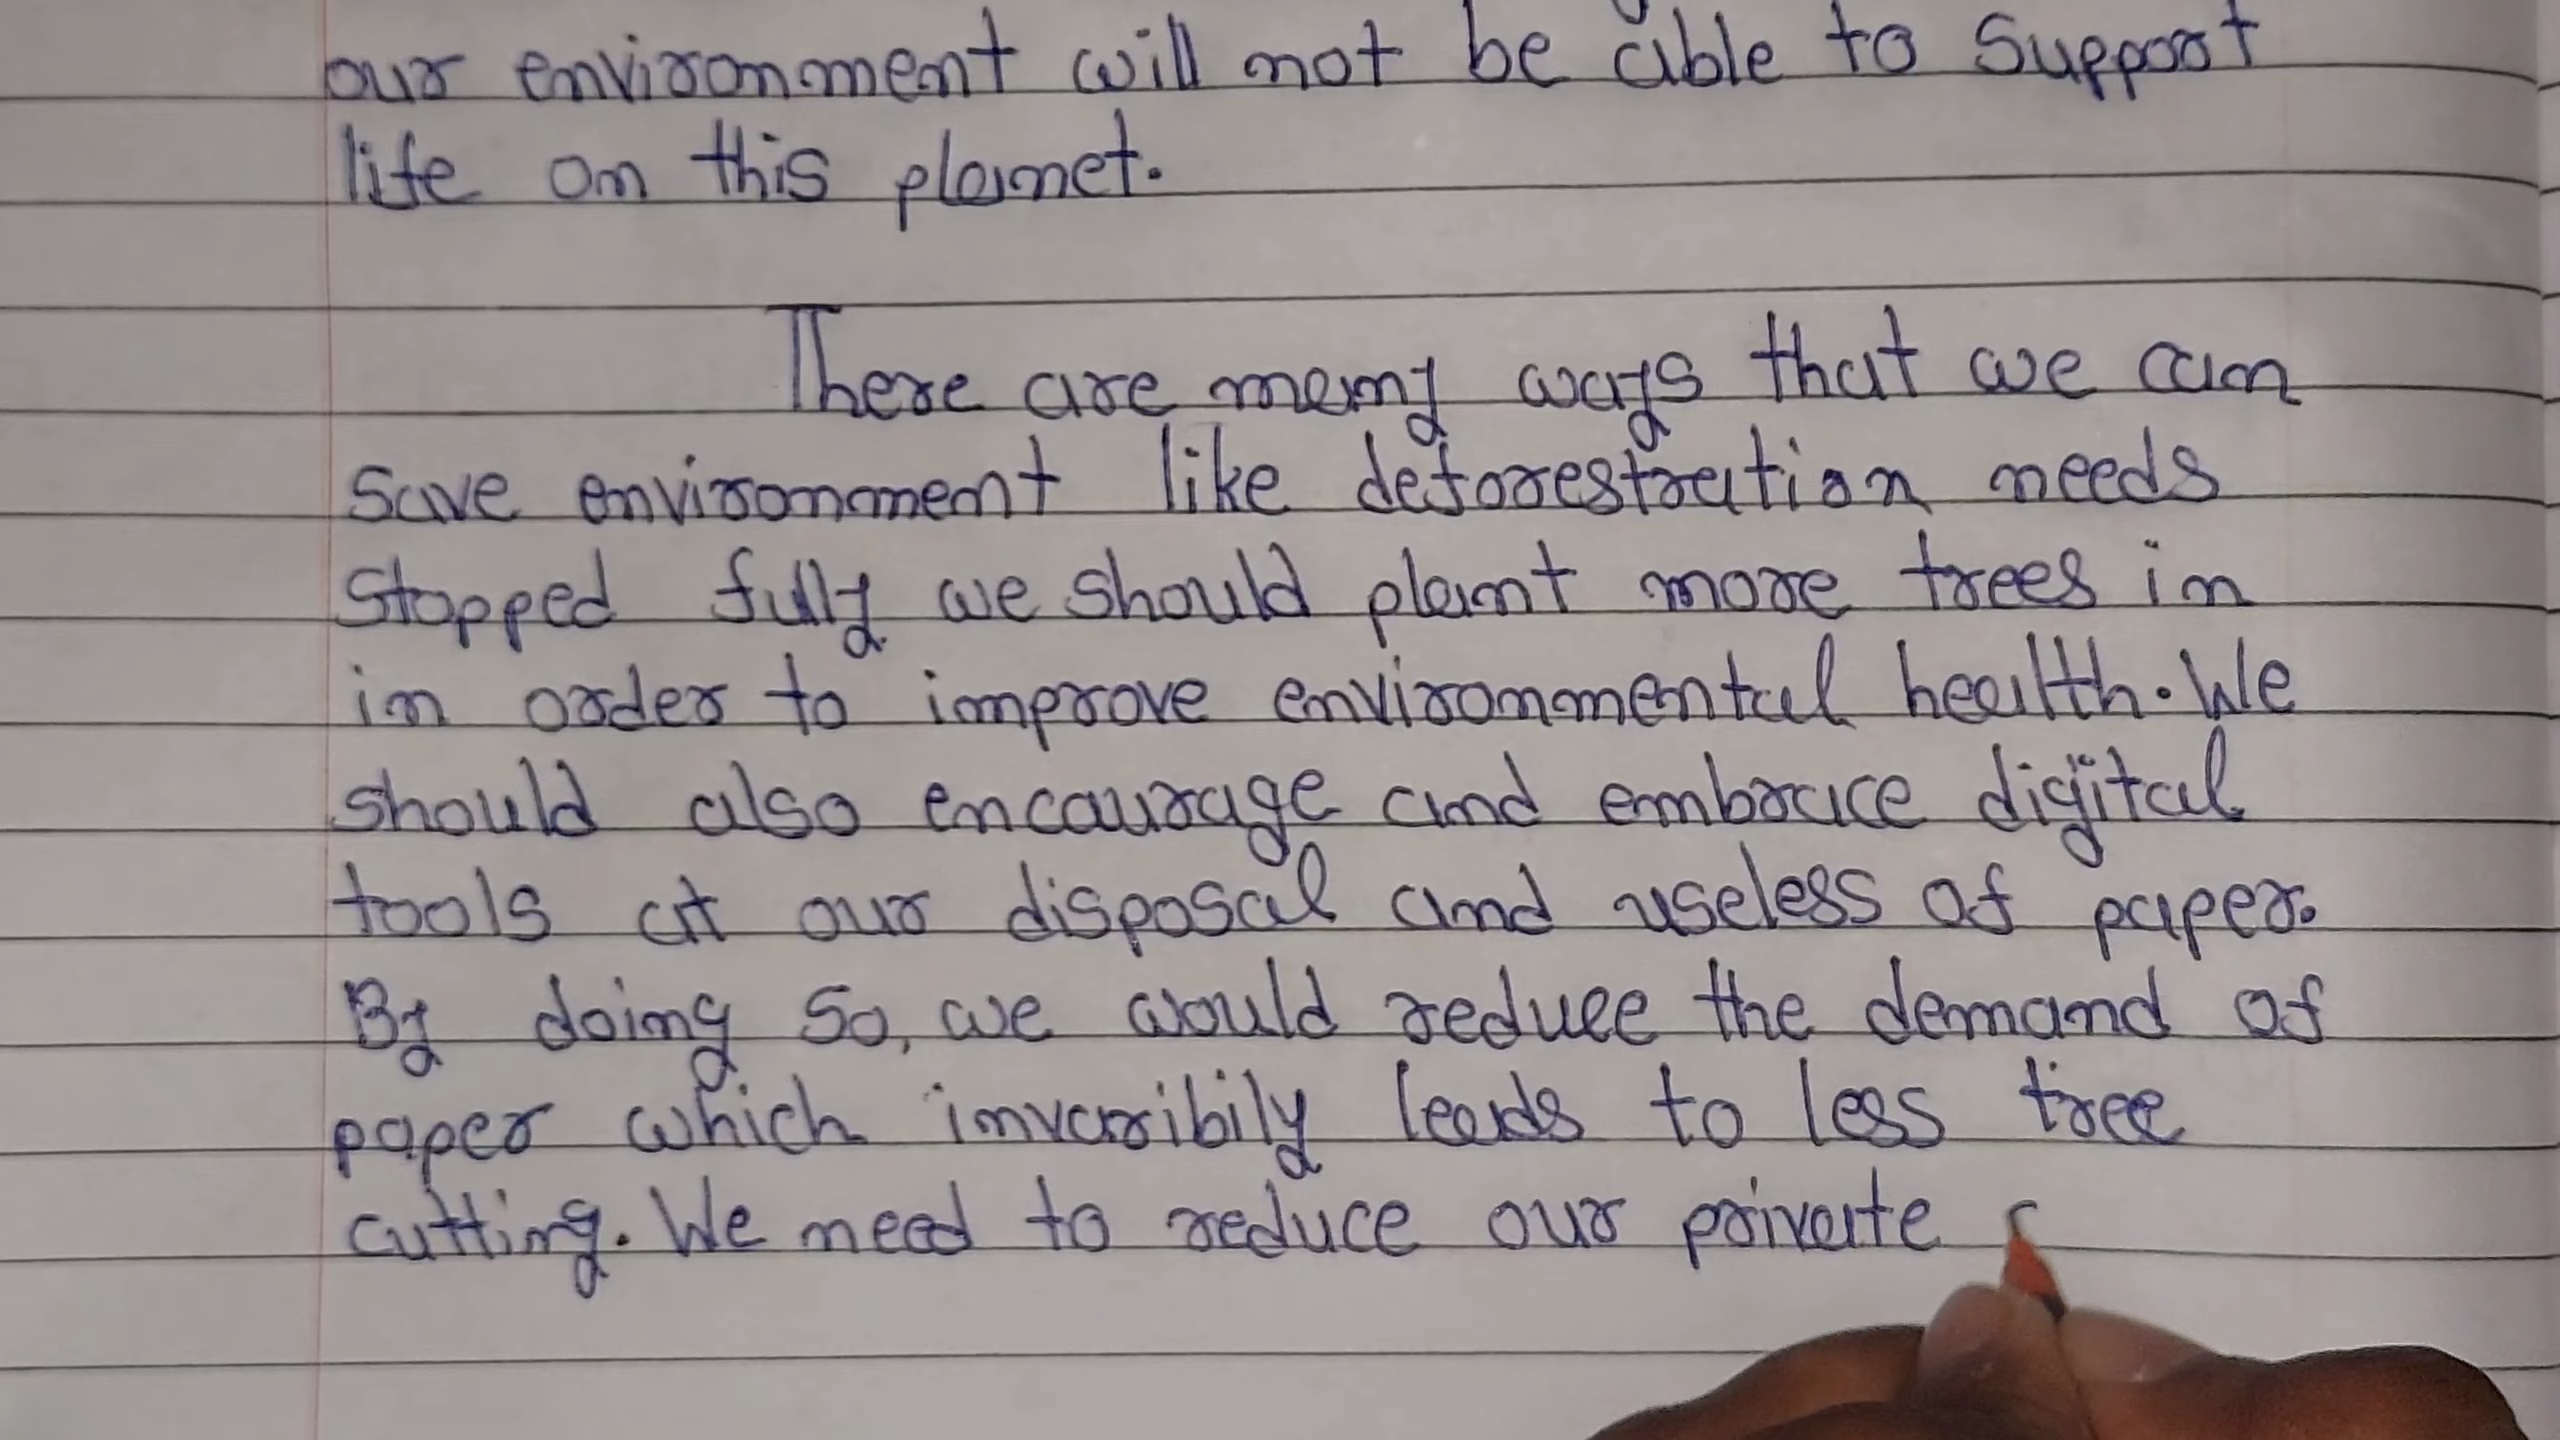 our environment will not be able to support
life on this planet.
There are many ways that we can
save environment like deforestration needs
stopped fully we should plant more trees in
in order to improve environmental health. We
should also encourage and embrace digital
tools at our disposal and useless of paper.
By doing so, we would reduce the demand of
paper which invaribily leads to less tree
cutting. We need to reduce our private